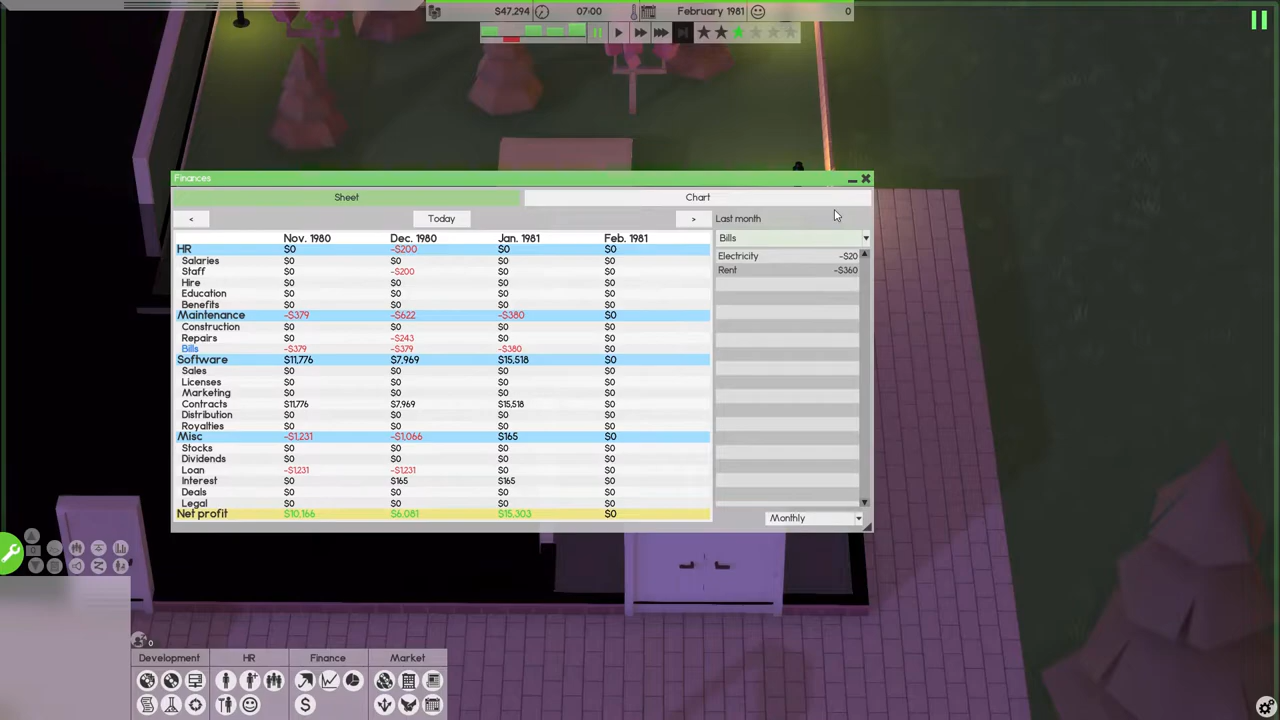 $47,294 07:00 February 1981 0
Finances
Sheet Chart
< Today > Last month
Nov. 1980 Dec. 1980 Jan. 1981 Feb. 1981 Bills
HR $0 -$200 $0 $0
Salaries $0 $0 $0 $0 Electricity -$20
Staff $0 -$200 $0 $0 Rent -$360
Hire $0 $0 $0 $0
Education $0 $0 $0 $0
Benefits $0 $0 $0 $0
Maintenance -$379 -$622 -$380 $0
Construction $0 $0 $0 $0
Repairs $0 -$243 $0 $0
Bills -$379 -$379 -$380 $0
Software $11,776 $7,969 $15,518 $0
Sales $0 $0 $0 $0
Licenses $0 $0 $0 $0
Marketing $0 $0 $0 $0
Contracts $11,776 $7,969 $15,518 $0
Distribution $0 $0 $0 $0
Royalties $0 $0 $0 $0
Misc -$1,231 -$1,066 $165 $0
Stocks $0 $0 $0 $0
Dividends $0 $0 $0 $0
Loan -$1,231 -$1,231 $0 $0
Interest $0 $165 $165 $0
Deals $0 $0 $0 $0
Legal $0 $0 $0 $0
Net profit $10,166 $6,081 $15,303 $0
Monthly
0
0
Development HR Finance Market
$